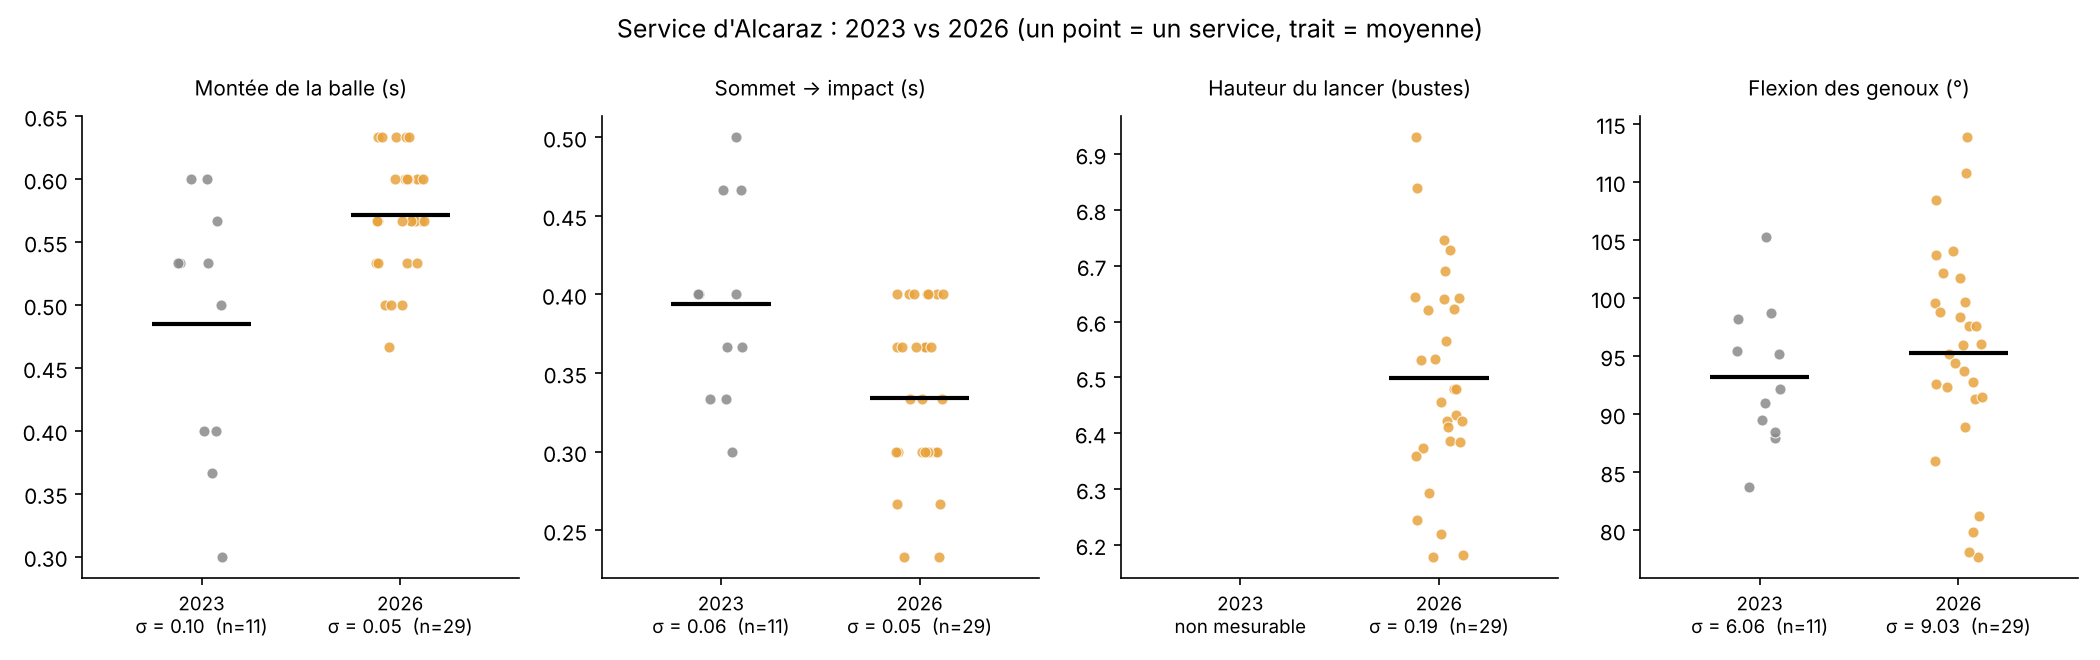 Service d'Alcaraz : 2023 vs 2026 (un point = un service, trait = moyenne)
Montée de la balle (s)
0.65
0.60
0.55
0.50
0.45
0.40
0.35
0.30
2023
σ = 0.10 (n=11)
2026
σ = 0.05 (n=29)
Sommet → impact (s)
0.50
0.45
0.40
0.35
0.30
0.25
2023
σ = 0.06 (n=11)
2026
σ = 0.05 (n=29)
Hauteur du lancer (bustes)
6.9
6.8
6.7
6.6
6.5
6.4
6.3
6.2
2023
non mesurable
2026
σ = 0.19 (n=29)
Flexion des genoux (°)
115
110
105
100
95
90
85
80
2023
σ = 6.06 (n=11)
2026
σ = 9.03 (n=29)